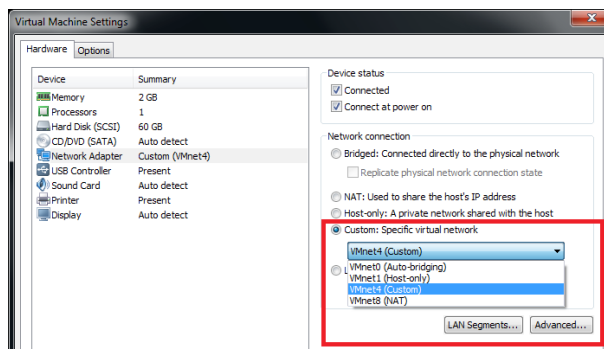 Virtual Machine Settings
Hardware Options
Device Summary
Memory 2 GB
Processors 1
Hard Disk (SCSI) 60 GB
CD/DVD (SATA) Auto detect
Network Adapter Custom (VMnet4)
USB Controller Present
Sound Card Auto detect
Printer Present
Display Auto detect
Device status
Connected
Connect at power on
Network connection
Bridged: Connected directly to the physical network
Replicate physical network connection state
NAT: Used to share the host's IP address
Host-only: A private network shared with the host
Custom: Specific virtual network
VMnet4 (Custom)
VMnet0 (Auto-bridging)
VMnet1 (Host-only)
VMnet4 (Custom)
VMnet8 (NAT)
LAN Segments... Advanced...